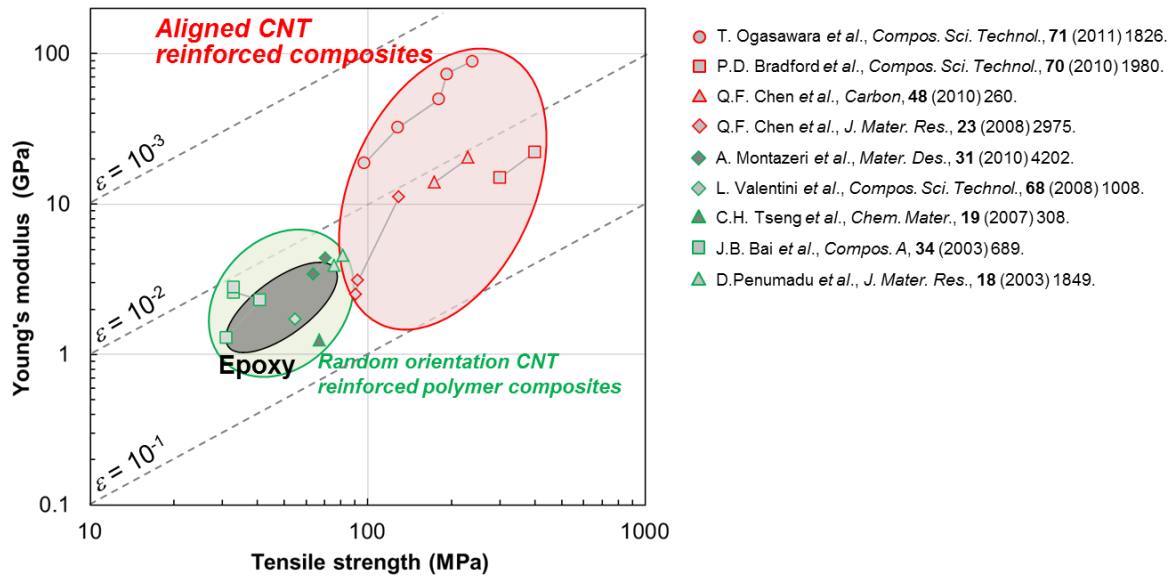 Aligned CNT
reinforced composites
100
10
1
0.1
Young's modulus (GPa)
ε = 10⁻³
ε = 10⁻²
ε = 10⁻¹
Epoxy
Random orientation CNT
reinforced polymer composites
10
100
1000
Tensile strength (MPa)
T. Ogasawara et al., Compos. Sci. Technol., 71 (2011) 1826.
P.D. Bradford et al., Compos. Sci. Technol., 70 (2010) 1980.
Q.F. Chen et al., Carbon, 48 (2010) 260.
Q.F. Chen et al., J. Mater. Res., 23 (2008) 2975.
A. Montazeri et al., Mater. Des., 31 (2010) 4202.
L. Valentini et al., Compos. Sci. Technol., 68 (2008) 1008.
C.H. Tseng et al., Chem. Mater., 19 (2007) 308.
J.B. Bai et al., Compos. A, 34 (2003) 689.
D.Penumadu et al., J. Mater. Res., 18 (2003) 1849.